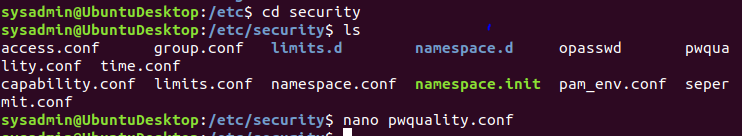 sysadmin@UbuntuDesktop:/etc$ cd security
sysadmin@UbuntuDesktop:/etc/security$ ls
access.conf group.conf limits.d namespace.d opasswd pwqua
lity.conf time.conf
capability.conf limits.conf namespace.conf namespace.init pam_env.conf seper
mit.conf
sysadmin@UbuntuDesktop:/etc/security$ nano pwquality.conf
sysadmin@UbuntuDesktop:/etc/security$